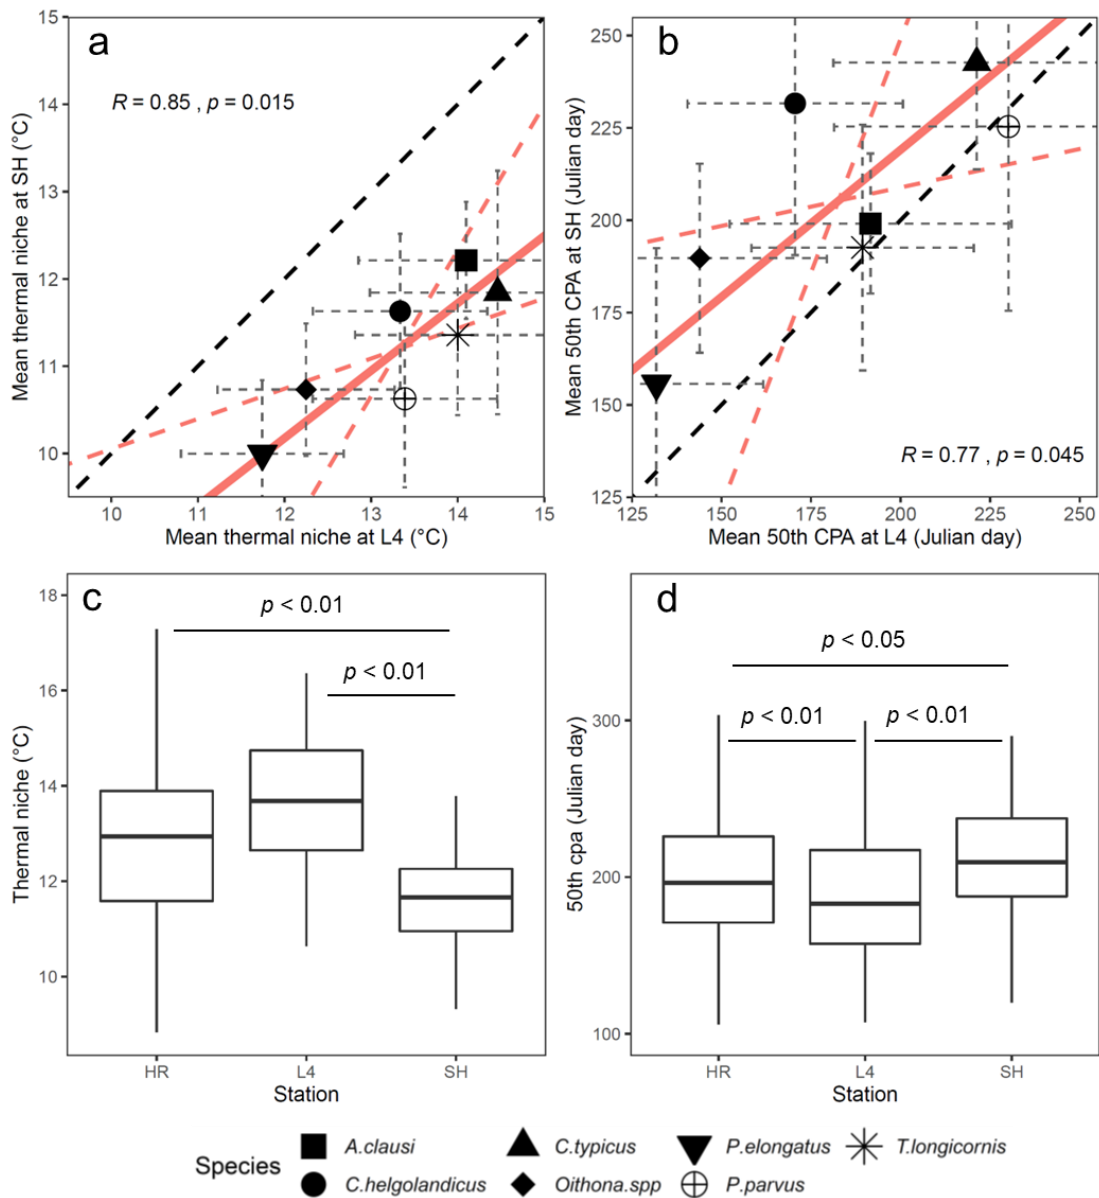 a
R = 0.85 , p = 0.015
15
14
13
12
11
10
10
11
12
13
14
15
Mean thermal niche at SH (°C)
Mean thermal niche at L4 (°C)
b
R = 0.77 , p = 0.045
250
225
200
175
150
125
125
150
175
200
230
250
Mean 50th CPA at SH (Julian day)
Mean 50th CPA at L4 (Julian day)
c
p < 0.01
p < 0.01
18
16
14
12
10
Thermal niche (°C)
HR
L4
SH
Station
d
p < 0.05
p < 0.01
p < 0.01
300
200
100
50th cpa (Julian day)
HR
L4
SH
Station
Species
A.clausi
C.typicus
P.elongatus
T.longicornis
C.helgolandicus
Oithona.spp
P.parvus